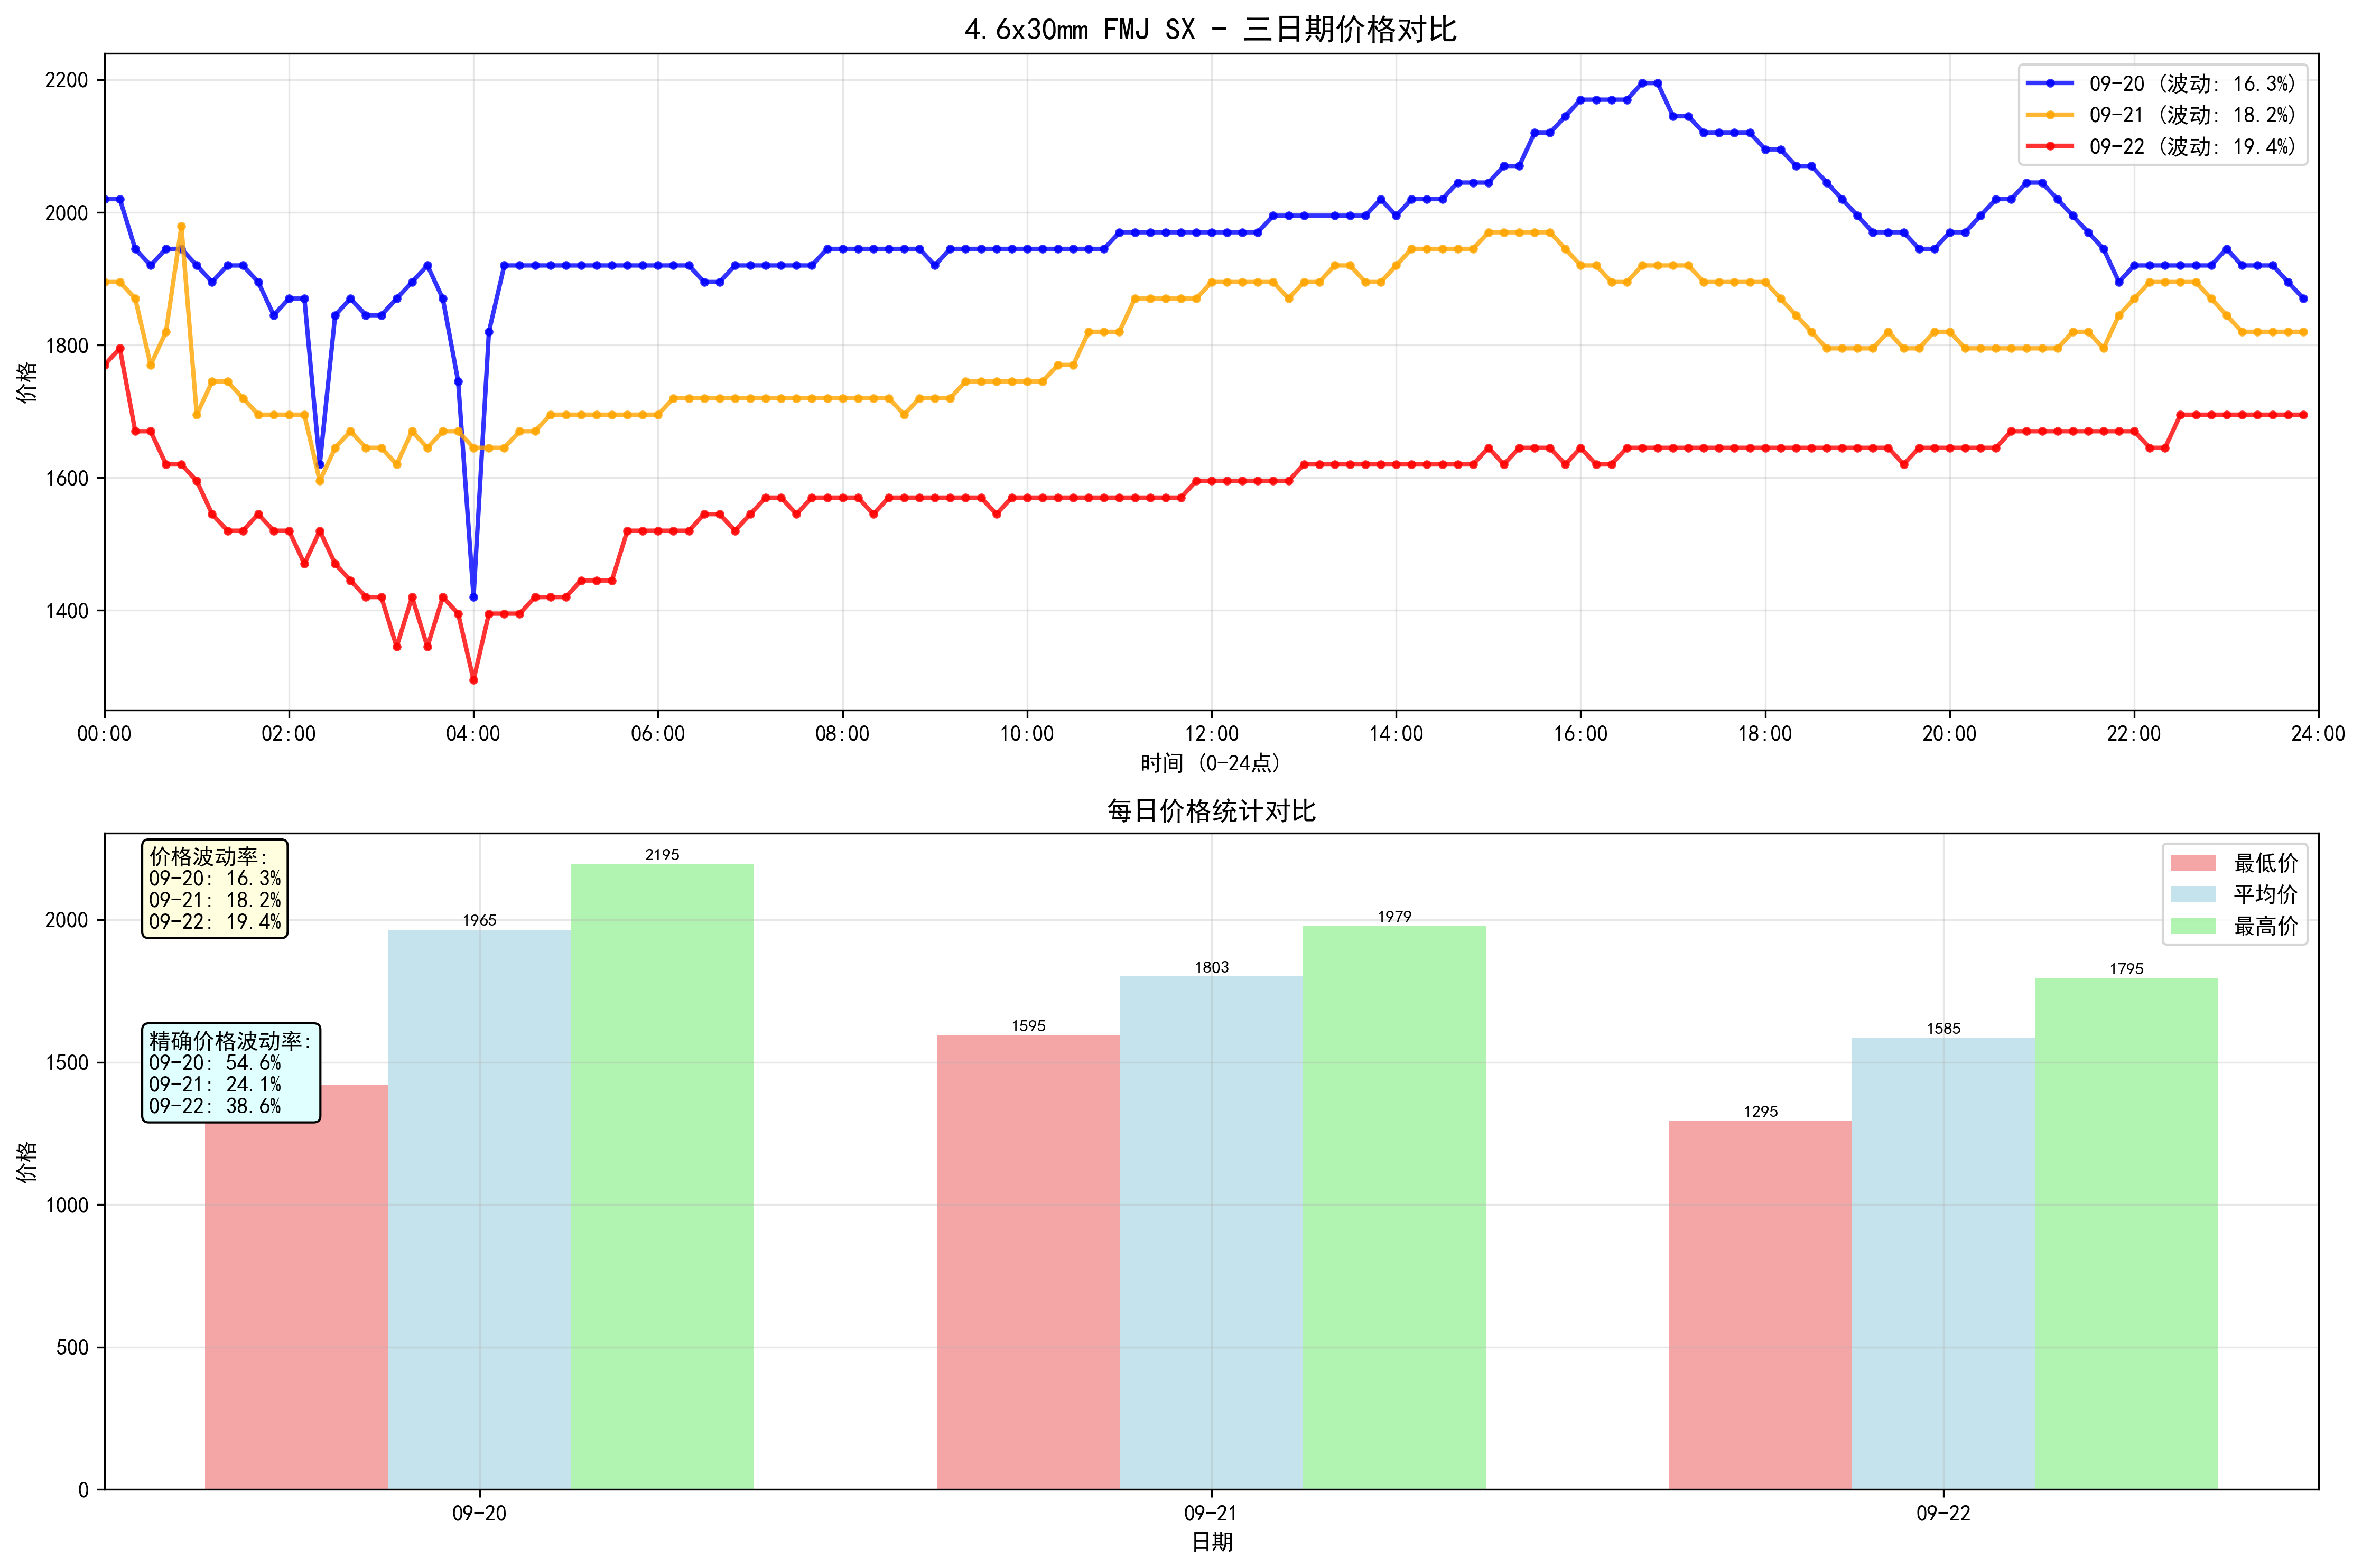 4.6x30mm FMJ SX - 三日期价格对比
2200
2000
1800
1600
1400
价格
09-20 (波动: 16.3%)
09-21 (波动: 18.2%)
09-22 (波动: 19.4%)
00:00 02:00 04:00 06:00 08:00 10:00 12:00 14:00 16:00 18:00 20:00 22:00 24:00
时间 (0-24点)
每日价格统计对比
2000
1500
1000
500
0
价格
价格波动率:
09-20: 16.3%
09-21: 18.2%
09-22: 19.4%
精确价格波动率:
09-20: 54.6%
09-21: 24.1%
09-22: 38.6%
1965
2195
1595
1803
1979
1295
1585
1795
最低价
平均价
最高价
09-20 09-21 09-22
日期